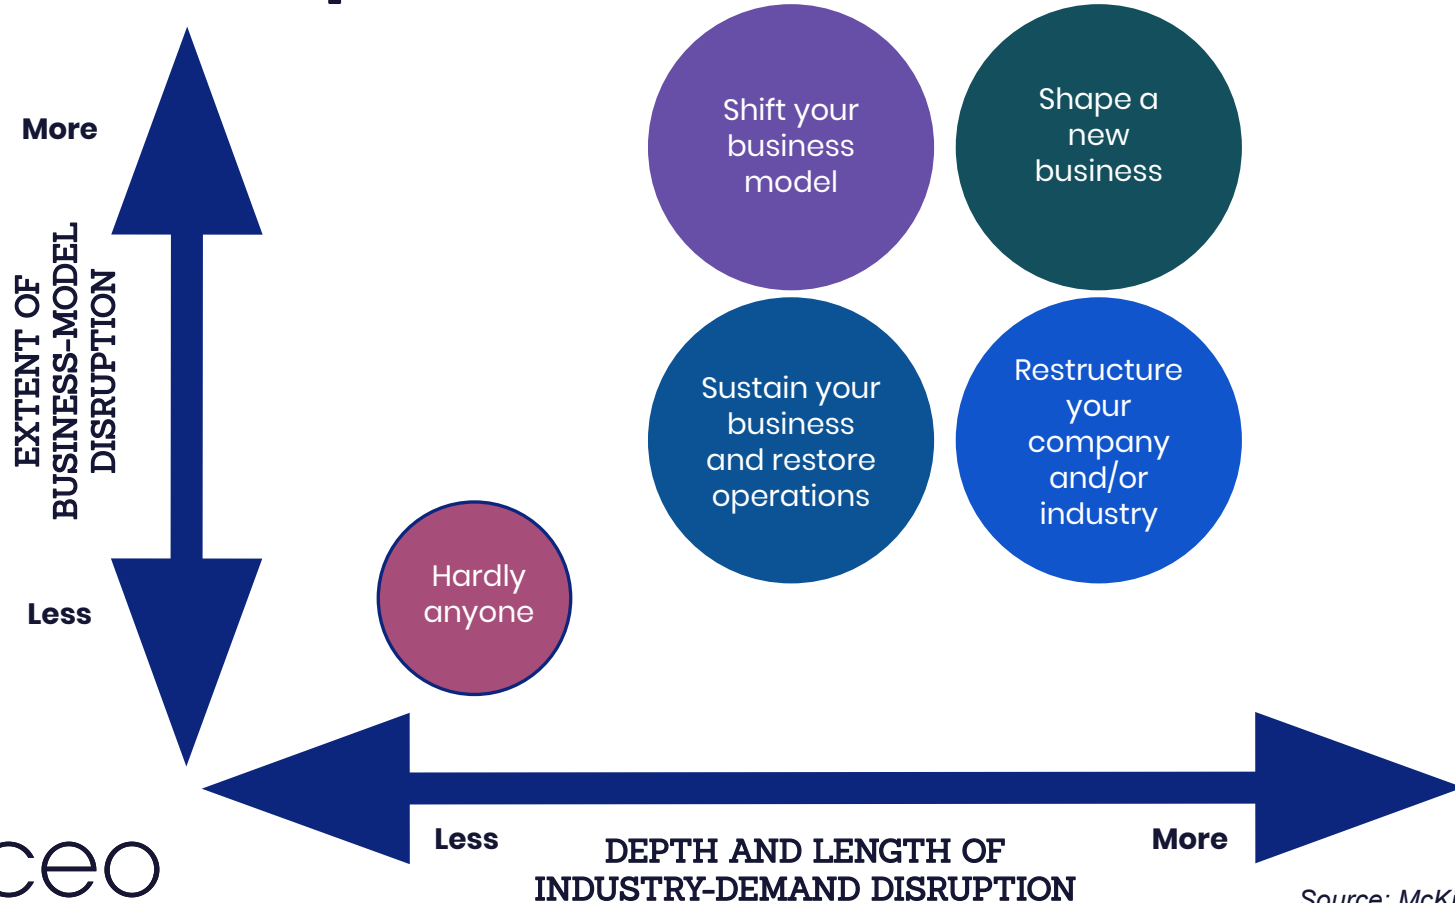 More
EXTENT OF
BUSINESS-MODEL
DISRUPTION
Less
Shift your
business
model
Shape a
new
business
Sustain your
business
and restore
operations
Restructure
your
company
and/or
industry
Hardly
anyone
Less
More
DEPTH AND LENGTH OF
INDUSTRY-DEMAND DISRUPTION
ceo
Source: